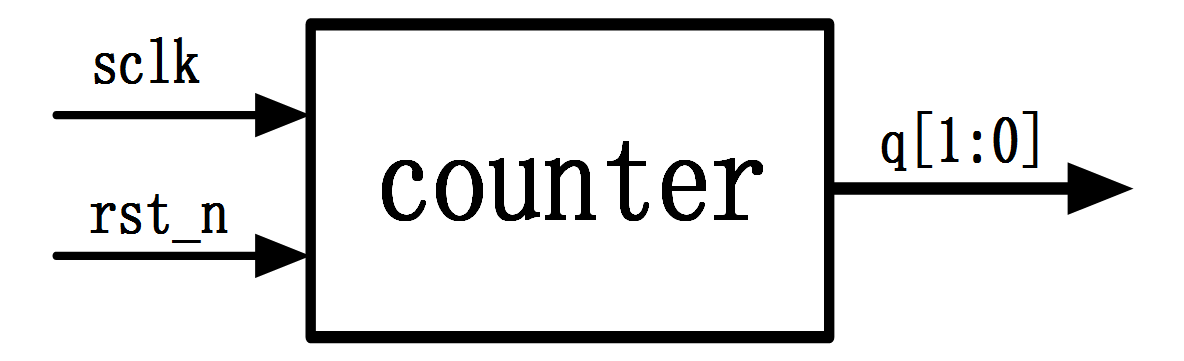 sclk
rst_n
counter
q[1:0]